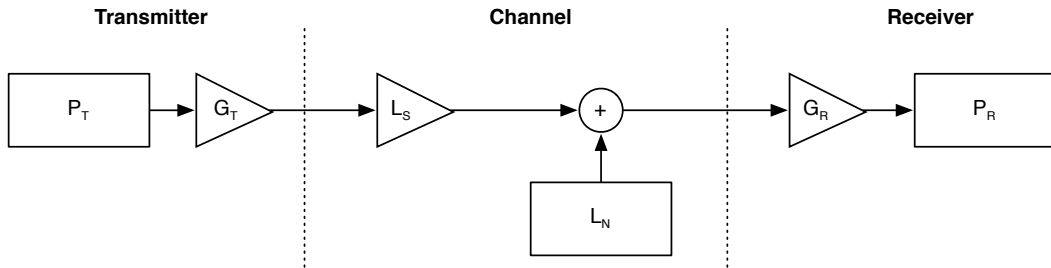 Transmitter Channel Receiver
P_T G_T L_S + G_R P_R
L_N